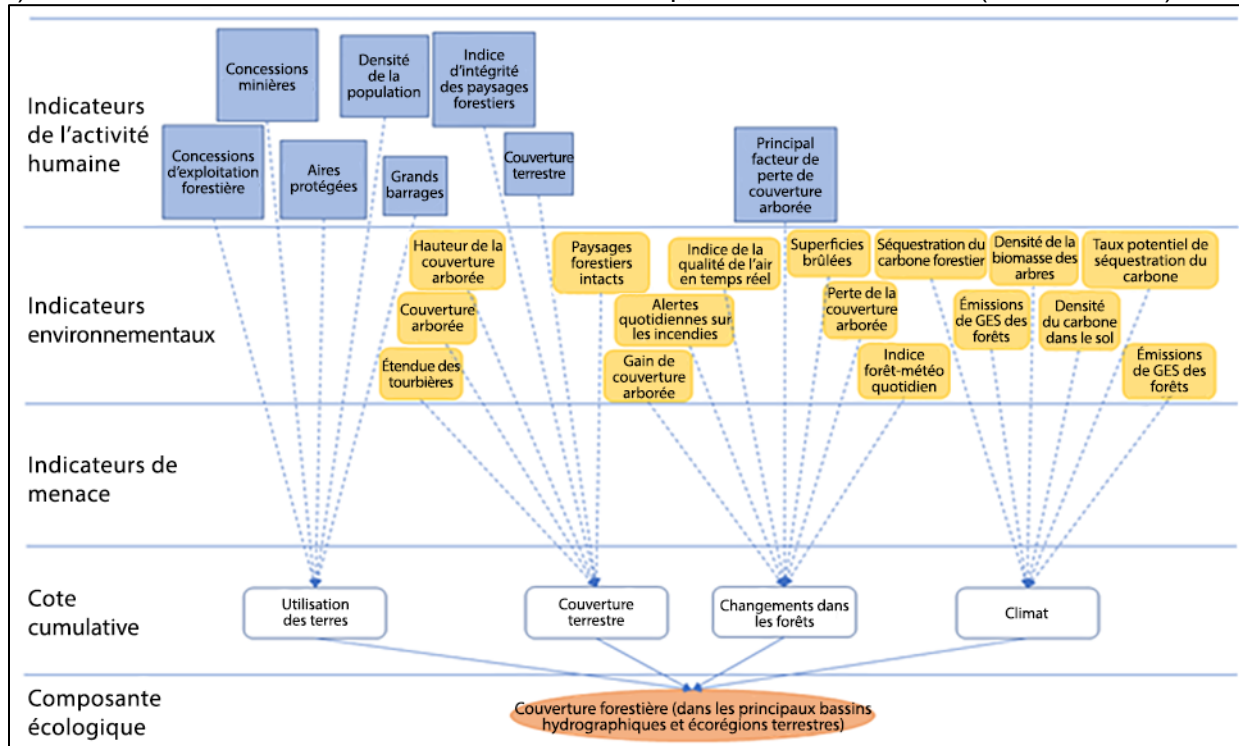 Indicateurs
de l'activité
humaine
Concessions
minières
Densité
de la
population
Indice
d'intégrité
des paysages
forestiers
Concessions
d'exploitation
forestière
Aires
protégées
Grands
barrages
Couverture
terrestre
Principal
facteur de
perte de
couverture
arborée
Indicateurs
environnementaux
Hauteur de la
couverture
arborée
Couverture
arborée
Étendue des
tourbières
Paysages
forestiers
intacts
Indice de la
qualité de l'air
en temps réel
Alertes
quotidiennes sur
les incendies
Gain de
couverture
arborée
Superficies
brûlées
Perte de la
couverture
arborée
Indice
forêt-météo
quotidien
Séquestration du
carbone forestier
Émissions
de GES des
forêts
Densité de la
biomasse des
arbres
Densité
du carbone
dans le sol
Taux potentiel de
séquestration du
carbone
Émissions
de GES des
forêts
Indicateurs de
menace
Cote
cumulative
Utilisation
des terres
Couverture
terrestre
Changements dans
les forêts
Climat
Composante
écologique
Couverture forestière (dans les principaux bassins
hydrographiques et écorégions terrestres)